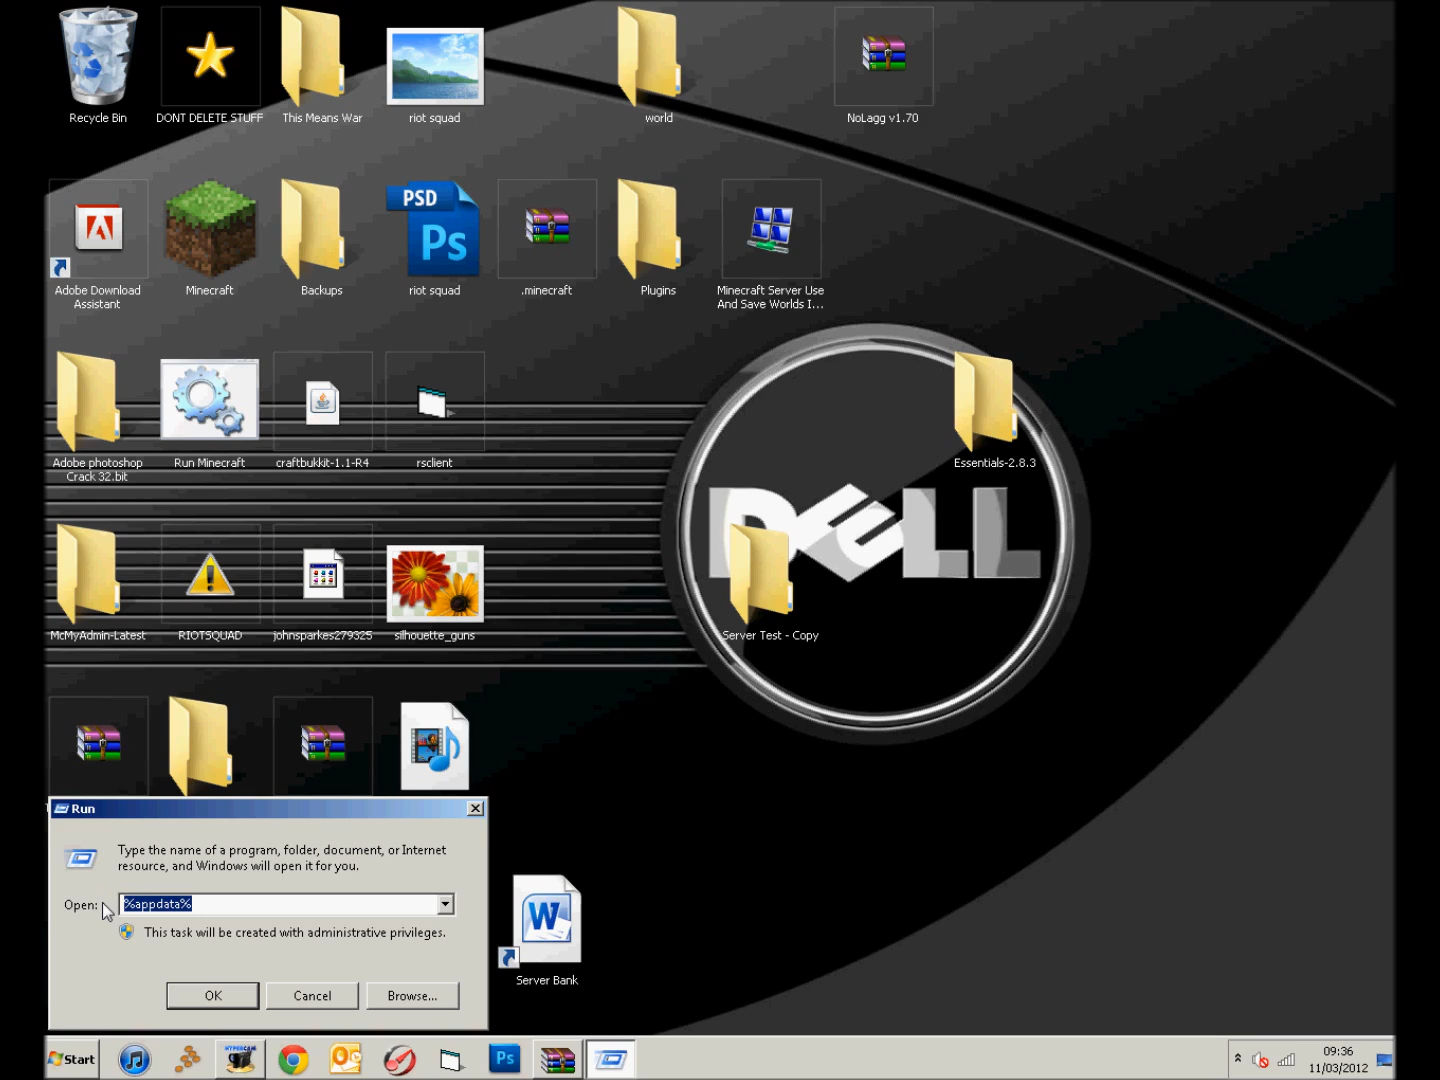 Recycle Bin
DONT DELETE STUFF
This Means War
riot squad
world
NoLagg v1.70
PSD
Ps
Adobe Download
Assistant
Minecraft
Backups
riot squad
.minecraft
Plugins
Minecraft Server Use
And Save Worlds I...
Adobe photoshop
Crack 32.bit
Run Minecraft
craftbukkit-1.1-R4
rsclient
Essentials-2.8.3
DELL
McMyAdmin-Latest
RIOTSQUAD
johnsparkes279325
silhouette_guns
Server Test - Copy
Run
Type the name of a program, folder, document, or Internet
resource, and Windows will open it for you.
Open:
%appdata%
This task will be created with administrative privileges.
OK
Cancel
Browse...
W
Server Bank
Start
HYPERCAM
Ps
09:36
11/03/2012